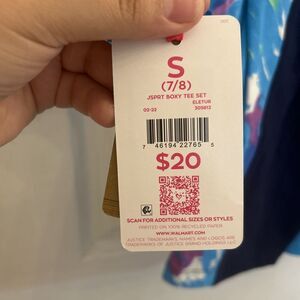 S
(7/8)
JSPRT BOXY TEE SET
ELETUB
02-22 305812
7 46194 22765 5
$20
SCAN FOR ADDITIONAL SIZES OR STYLES
PRINTED ON 100% RECYCLED PAPER
WWW.WALMART.COM
JUSTICE TRADEMARKS, NAMES AND LOGOS ARE
TRADEMARKS OF JUSTICE BRAND HOLDINGS LLC